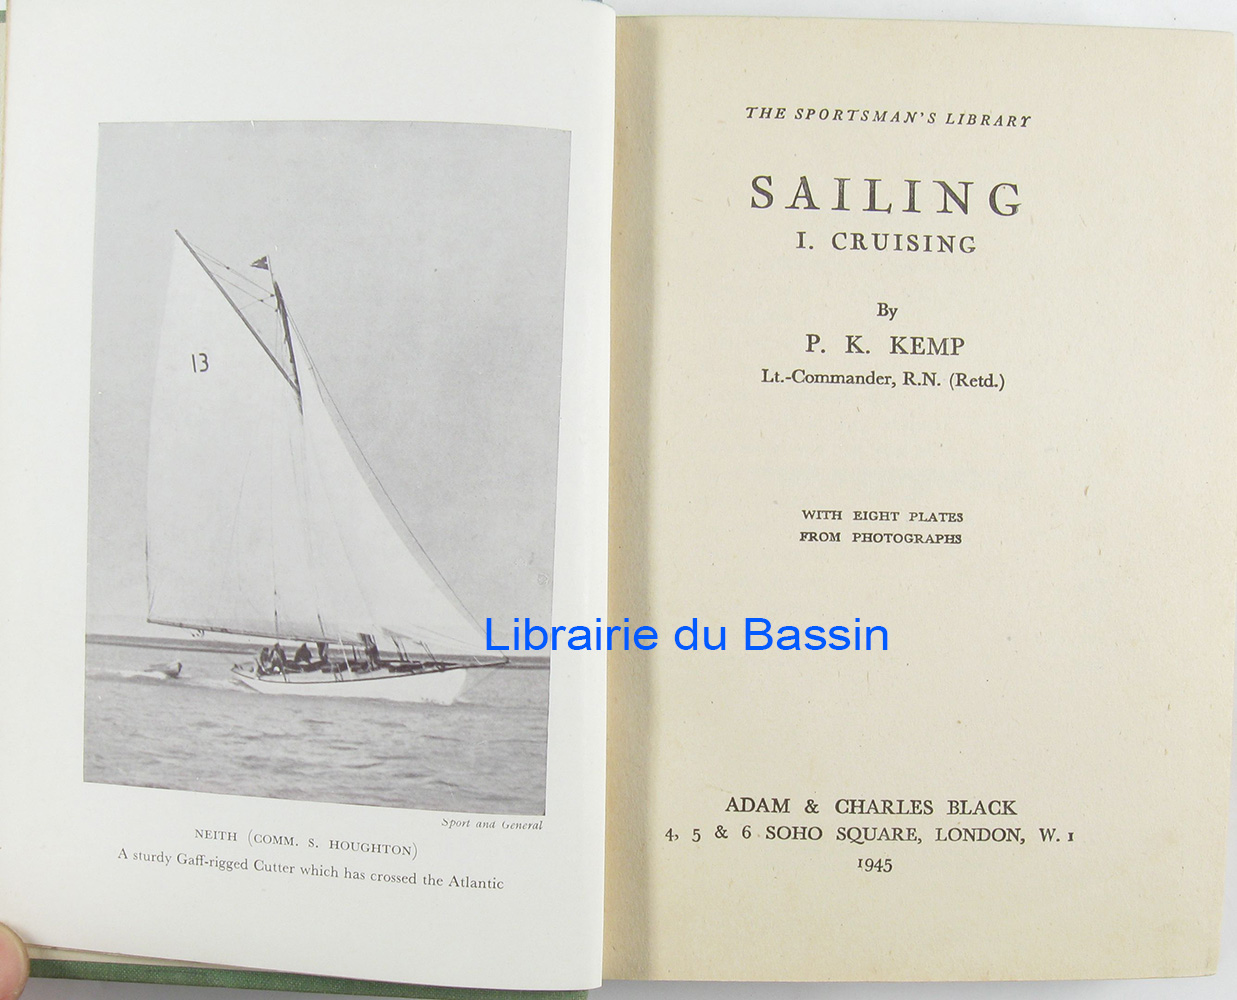 13
Sport and General
NEITH (COMM. S. HOUGHTON)
A sturdy Gaff-rigged Cutter which has crossed the Atlantic
THE SPORTSMAN'S LIBRARY
SAILING
I. CRUISING
By
P. K. KEMP
Lt.-Commander, R.N. (Retd.)
WITH EIGHT PLATES
FROM PHOTOGRAPHS
Librairie du Bassin
ADAM & CHARLES BLACK
4, 5 & 6 SOHO SQUARE, LONDON, W. 1
1945